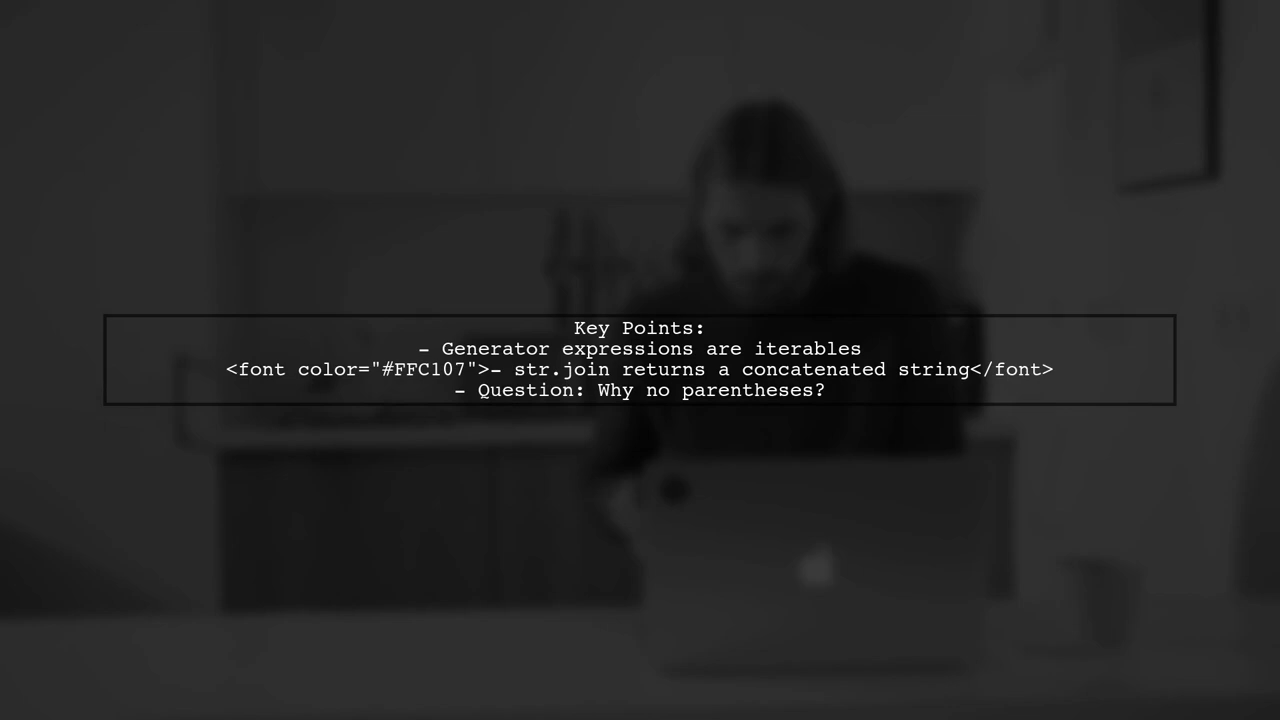 Key Points:
- Generator expressions are iterables
<font color="#FFC107">- str.join returns a concatenated string</font>
- Question: Why no parentheses?